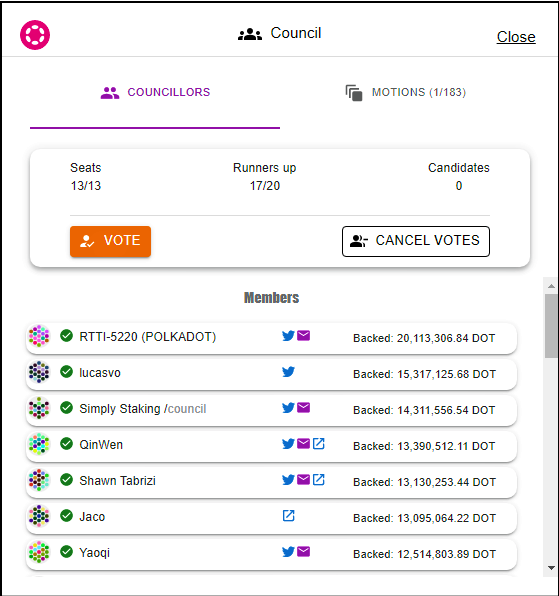 Council
Close
COUNCILLORS
MOTIONS (1/183)
Seats Runners up Candidates
13/13 17/20 0
VOTE CANCEL VOTES
Members
RTTI-5220 (POLKADOT) Backed: 20,113,306.84 DOT
lucasvo Backed: 15,317,125.68 DOT
Simply Staking /council Backed: 14,311,556.54 DOT
QinWen Backed: 13,390,512.11 DOT
Shawn Tabrizi Backed: 13,130,253.44 DOT
Jaco Backed: 13,095,064.22 DOT
Yaoqi Backed: 12,514,803.89 DOT